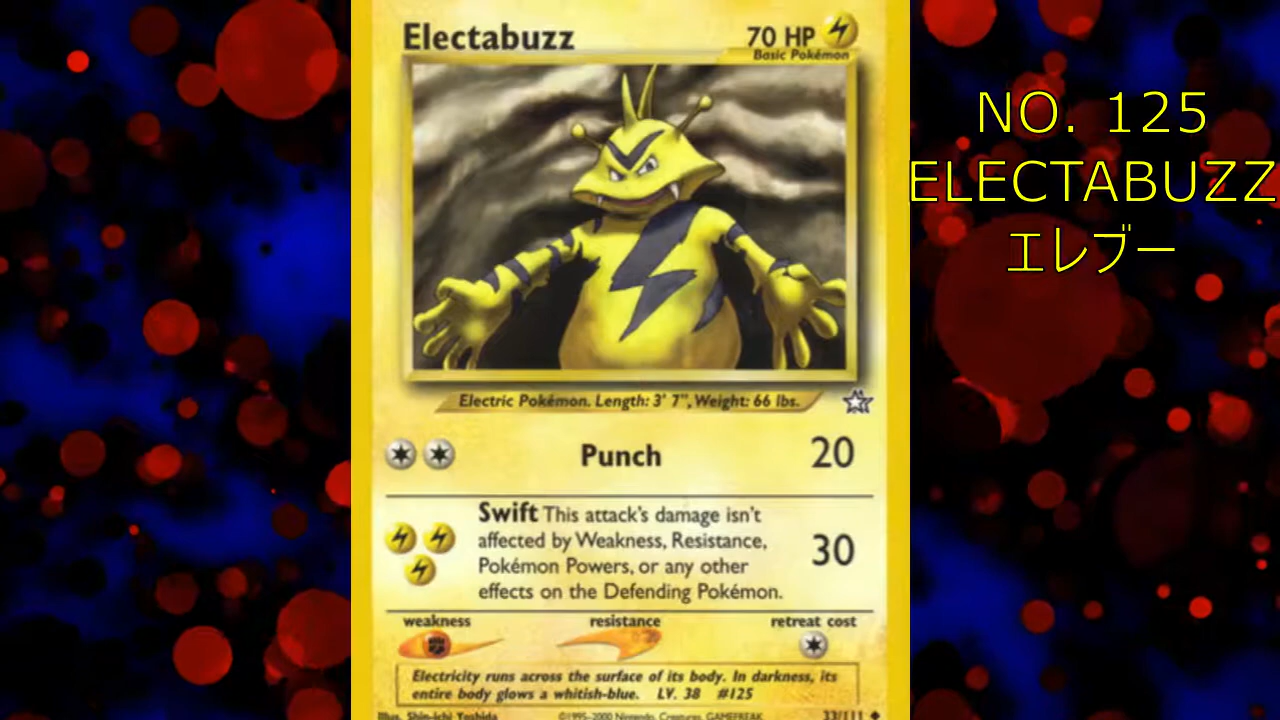 Electabuzz
70 HP
Basic Pokémon
Electric Pokémon. Length: 3' 7", Weight: 66 lbs.
Punch 20
Swift This attack's damage isn't
affected by Weakness, Resistance,
Pokémon Powers, or any other
effects on the Defending Pokémon.
30
weakness resistance retreat cost
Electricity runs across the surface of its body. In darkness, its
entire body glows a whitish-blue. LV. 38 #125
Illus. Shin-ichi Yoshida ©1995-2000 Nintendo, Creatures, GAMEFREAK 33/111
NO. 125
ELECTABUZZ
エレブー